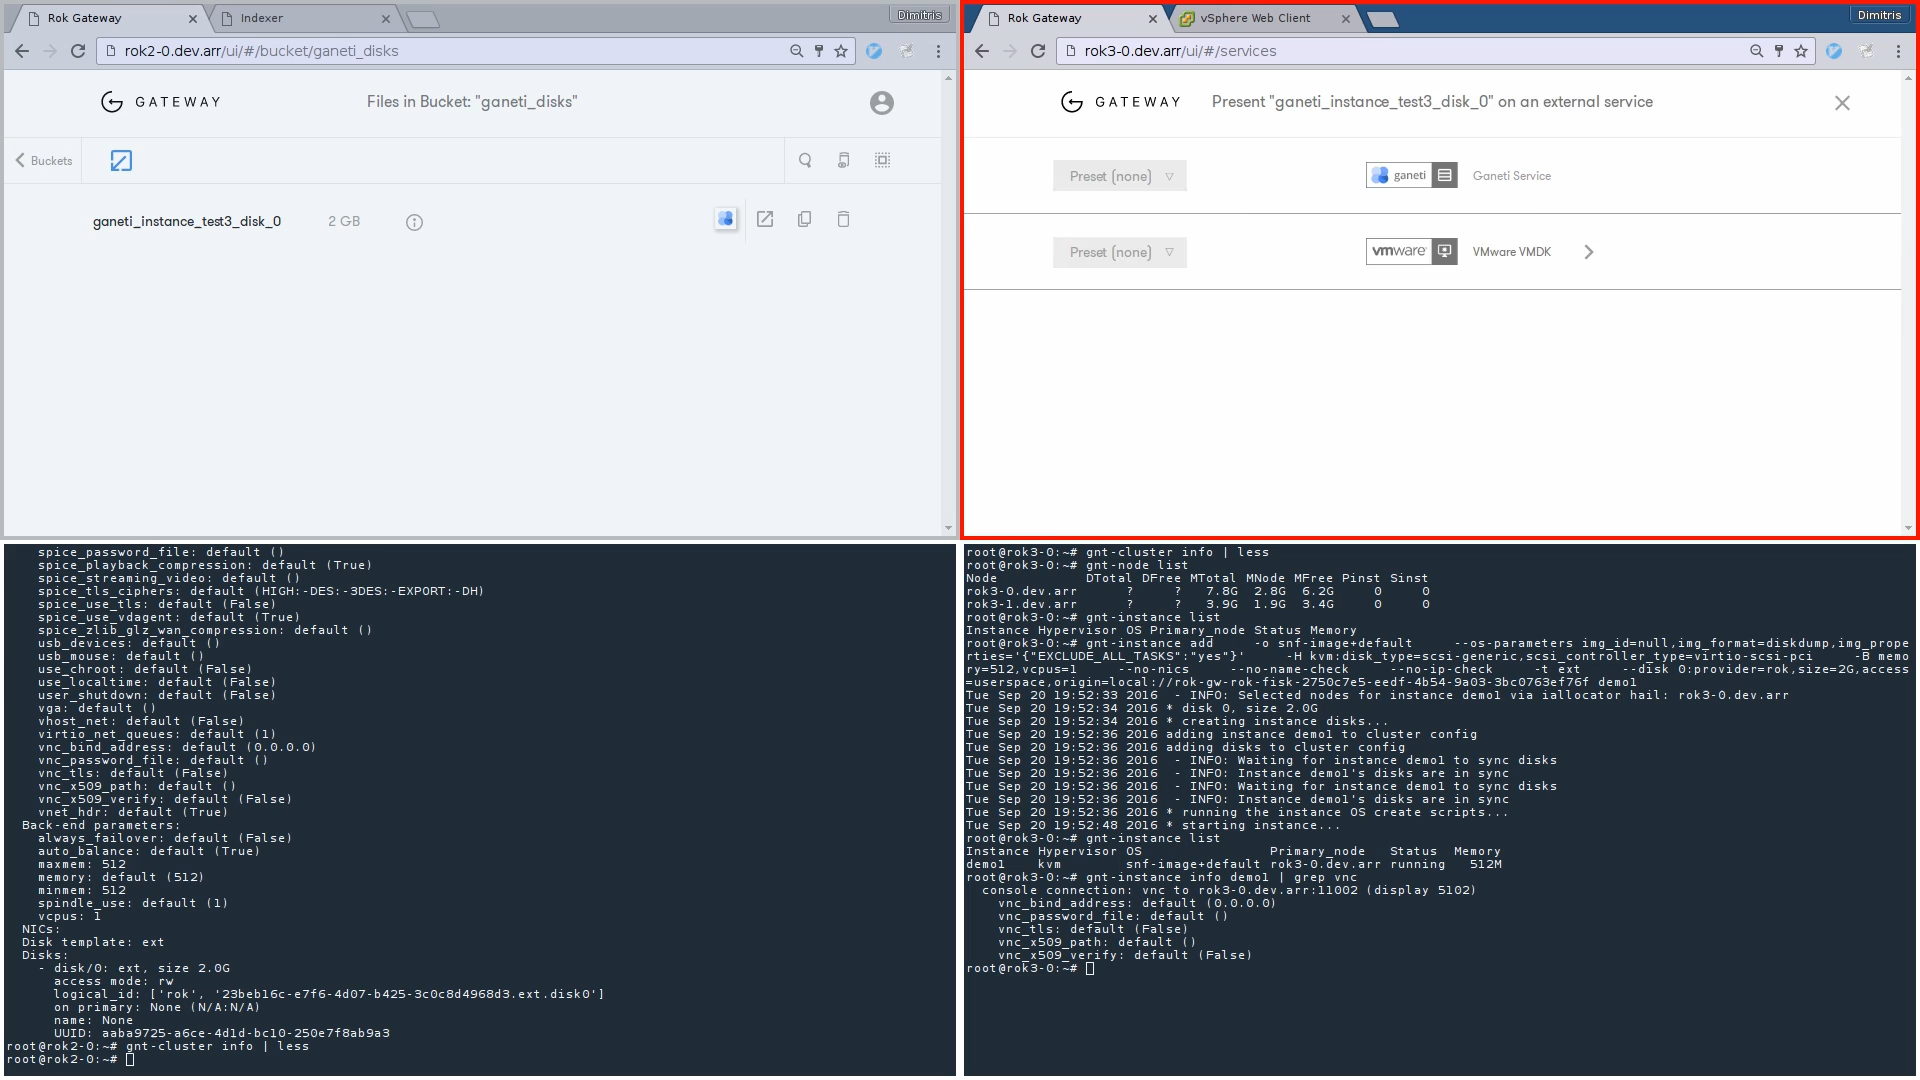 Rok Gateway
Indexer
Dimitris
rok2-0.dev.arr/ui/#/bucket/ganeti_disks
GATEWAY
Files in Bucket: "ganeti_disks"
Buckets
ganeti_instance_test3_disk_0
2 GB
Rok Gateway
vSphere Web Client
Dimitris
rok3-0.dev.arr/ui/#/services
GATEWAY
Present "ganeti_instance_test3_disk_0" on an external service
Preset (none)
ganeti
Ganeti Service
Preset (none)
vmware
VMware VMDK
spice_password_file: default ()
spice_playback_compression: default (True)
spice_streaming_video: default ()
spice_tls_ciphers: default (HIGH:-DES:-3DES:-EXPORT:-DH)
spice_use_tls: default (False)
spice_use_vdagent: default (True)
spice_zlib_glz_wan_compression: default ()
usb_devices: default ()
usb_mouse: default ()
use_chroot: default (False)
use_localtime: default (False)
user_shutdown: default (False)
vga: default ()
vhost_net: default (False)
virtio_net_queues: default (1)
vnc_bind_address: default (0.0.0.0)
vnc_password_file: default ()
vnc_tls: default (False)
vnc_x509_path: default ()
vnc_x509_verify: default (False)
vnet_hdr: default (True)
Back-end parameters:
always_failover: default (False)
auto_balance: default (True)
maxmem: 512
memory: default (512)
minmem: 512
spindle_use: default (1)
vcpus: 1
NICs:
Disk template: ext
Disks:
- disk/0: ext, size 2.0G
access mode: rw
logical_id: ['rok', '23beb16c-e7f6-4d07-b425-3c0c8d4968d3.ext.disk0']
on primary: None (N/A:N/A)
name: None
UUID: aaba9725-a6ce-4d1d-bc10-250e7f8ab9a3
root@rok2-0:~# gnt-cluster info | less
root@rok2-0:~#
root@rok3-0:~# gnt-cluster info | less
root@rok3-0:~# gnt-node list
Node DTotal DFree MTotal MNode MFree Pinst Sinst
rok3-0.dev.arr ? ? 7.8G 2.8G 6.2G 0 0
rok3-1.dev.arr ? ? 3.9G 1.9G 3.4G 0 0
root@rok3-0:~# gnt-instance list
Instance Hypervisor OS Primary_node Status Memory
root@rok3-0:~# gnt-instance add -o snf-image+default --os-parameters img_id=null,img_format=diskdump,img_prope
rties='{"EXCLUDE_ALL_TASKS":"yes"}' -H kvm:disk_type=scsi-generic,scsi_controller_type=virtio-scsi-pci -B memo
ry=512,vcpus=1 --no-nics --no-name-check --no-ip-check -t ext --disk 0:provider=rok,size=2G,access
=userspace,origin=local://rok-gw-rok-fisk-2750c7e5-eedf-4b54-9a03-3bc0763ef76f demo1
Tue Sep 20 19:52:33 2016 - INFO: Selected nodes for instance demo1 via iallocator hail: rok3-0.dev.arr
Tue Sep 20 19:52:34 2016 * disk 0, size 2.0G
Tue Sep 20 19:52:34 2016 * creating instance disks...
Tue Sep 20 19:52:36 2016 adding instance demo1 to cluster config
Tue Sep 20 19:52:36 2016 adding disks to cluster config
Tue Sep 20 19:52:36 2016 - INFO: Waiting for instance demo1 to sync disks
Tue Sep 20 19:52:36 2016 - INFO: Instance demo1's disks are in sync
Tue Sep 20 19:52:36 2016 - INFO: Waiting for instance demo1 to sync disks
Tue Sep 20 19:52:36 2016 - INFO: Instance demo1's disks are in sync
Tue Sep 20 19:52:36 2016 * running the instance OS create scripts...
Tue Sep 20 19:52:48 2016 * starting instance...
root@rok3-0:~# gnt-instance list
Instance Hypervisor OS Primary_node Status Memory
demo1 kvm snf-image+default rok3-0.dev.arr running 512M
root@rok3-0:~# gnt-instance info demo1 | grep vnc
console connection: vnc to rok3-0.dev.arr:11002 (display 5102)
vnc_bind_address: default (0.0.0.0)
vnc_password_file: default ()
vnc_tls: default (False)
vnc_x509_path: default ()
vnc_x509_verify: default (False)
root@rok3-0:~#